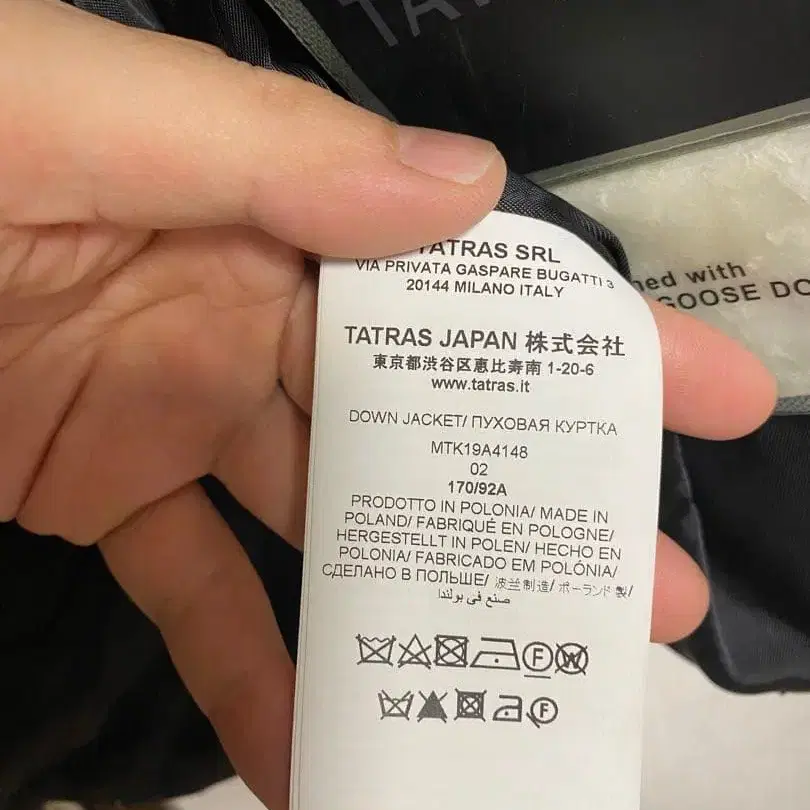 TAT
TATRAS SRL
VIA PRIVATA GASPARE BUGATTI 3
20144 MILANO ITALY
TATRAS JAPAN 株式会社
東京都渋谷区恵比寿南 1-20-6
www.tatras.it
DOWN JACKET/ ПУХОВАЯ КУРТКА
MTK19A4148
02
170/92A
PRODOTTO IN POLONIA/ MADE IN
POLAND/ FABRIQUÉ EN POLOGNE/
HERGESTELLT IN POLEN/ HECHO EN
POLONIA/ FABRICADO EM POLÓNIA/
СДЕЛАНО В ПОЛЬШЕ/ 波兰制造/ ポーランド 製/
صنع في بولندا
F W
F
with
GOOSE